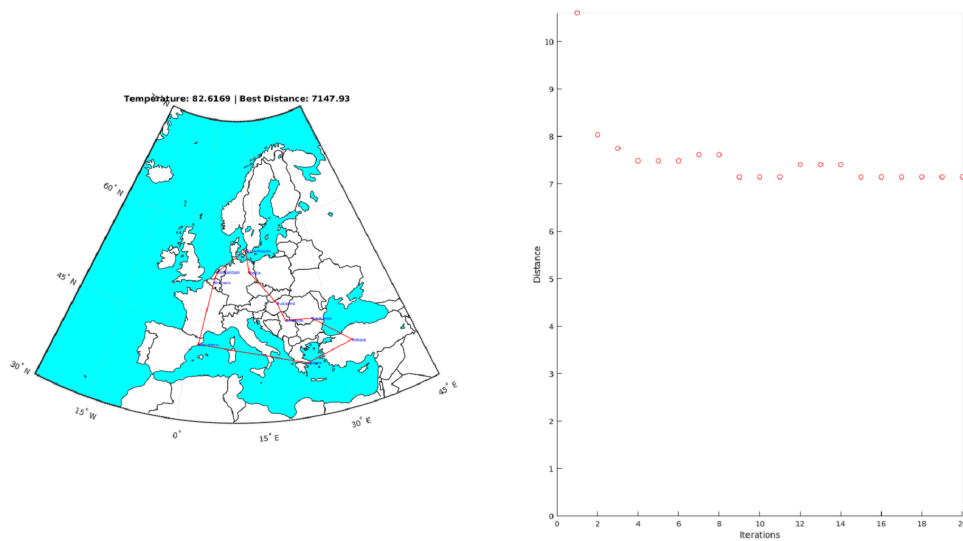 Temperature: 82.6169 | Best Distance: 7147.93
60° N
45° N
30° N
15° W
0°
15° E
30° E
45° E
Budapest
Ankara
Distance
10
9
8
7
6
5
4
3
2
1
0
0 2 4 6 8 10 12 14 16 18
Iterations